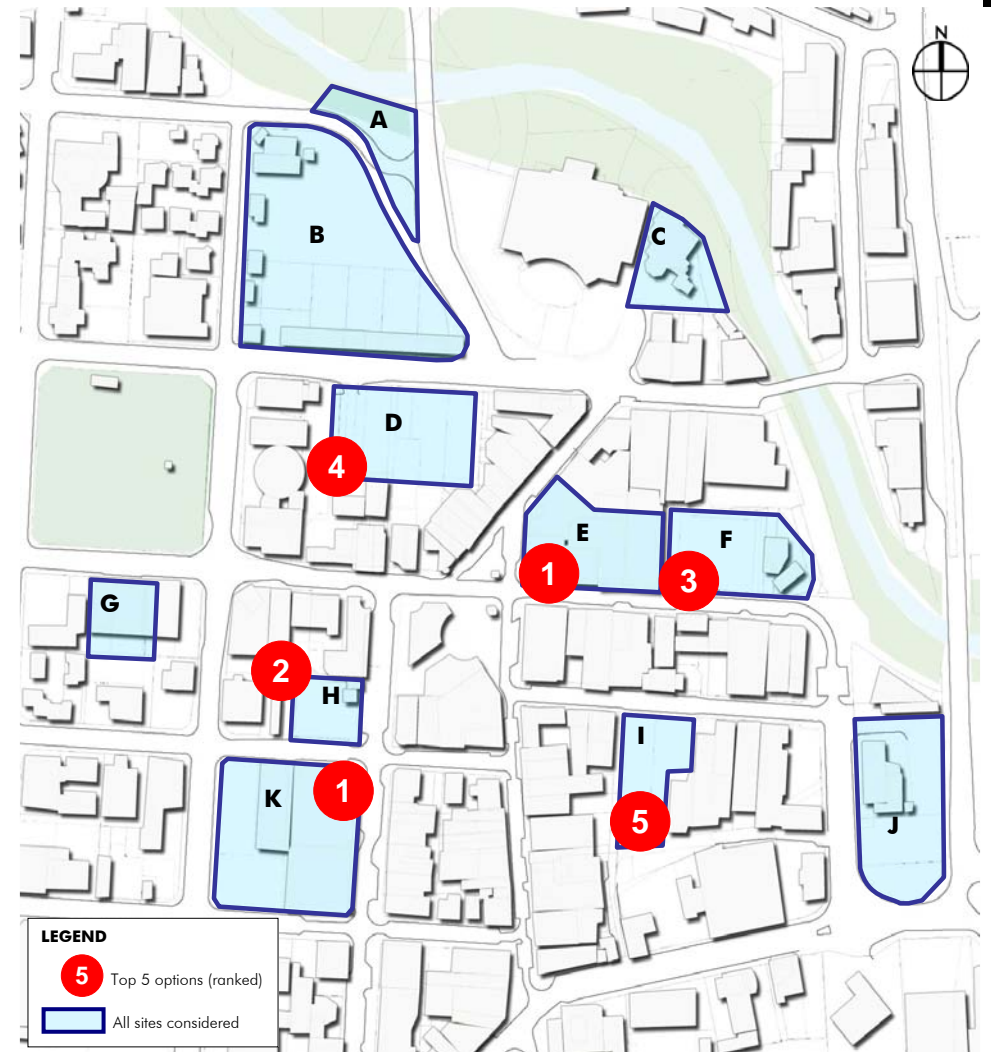 N
A
B
C
D
4
E
F
1
3
G
2
H
I
K
1
5
J
LEGEND
5 Top 5 options (ranked)
All sites considered